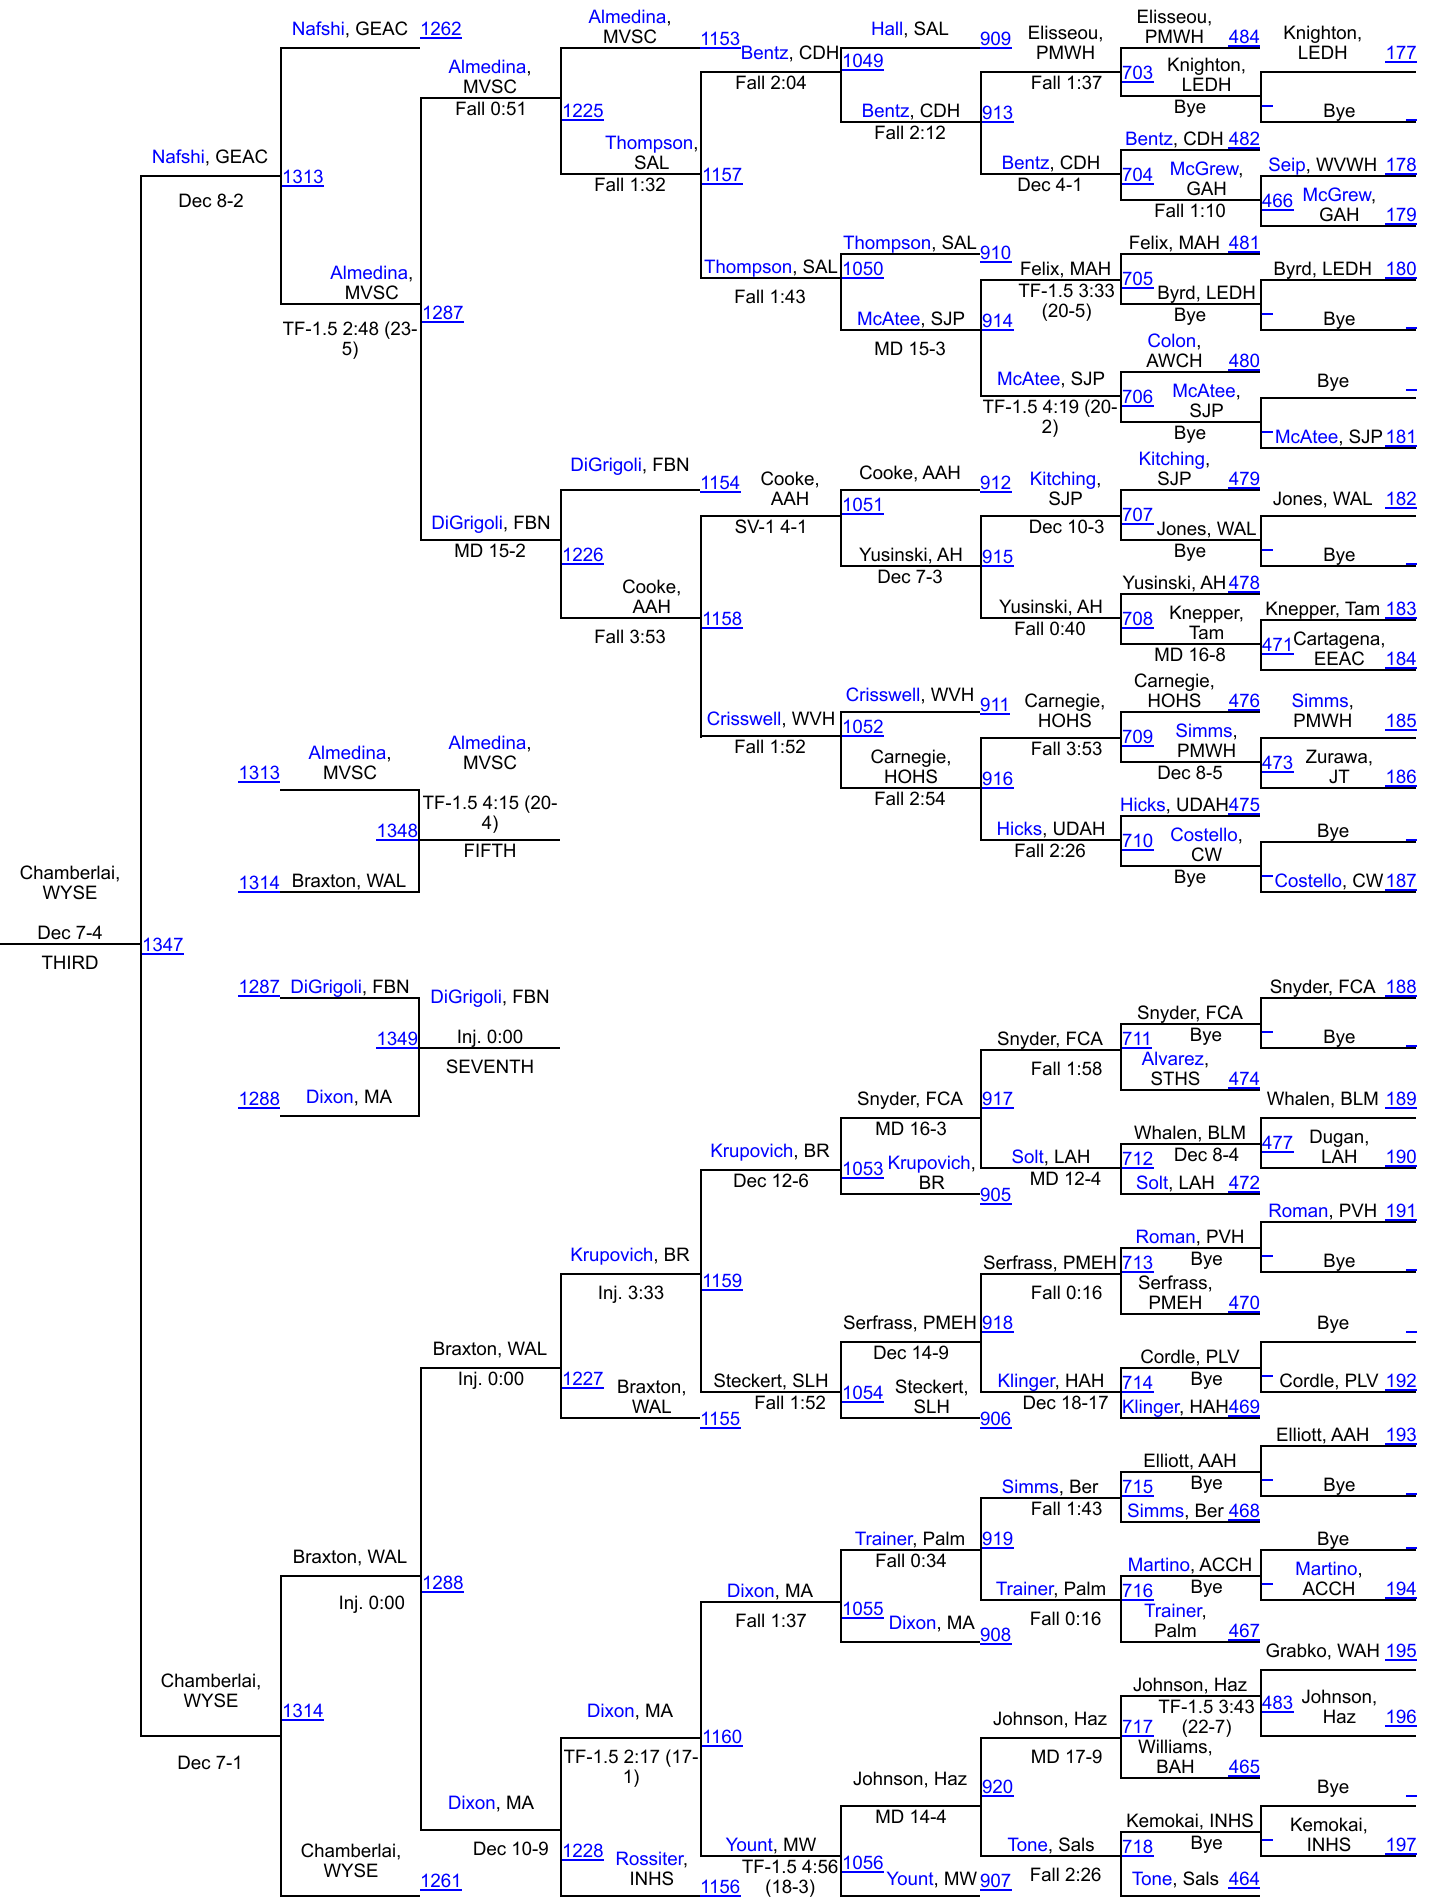 Nafshi, GEAC 1262
Almedina,
MVSC 1153
Hall, SAL 909
Elisseou,
PMWH
Elisseou,
PMWH 484
Knighton,
LEDH 177
Bentz, CDH 1049
Fall 2:04
Fall 1:37
703 Knighton,
LEDH
Bye
Bye
Almedina,
MVSC
Fall 0:51
1225
Bentz, CDH 913
Fall 2:12
Thompson,
SAL
Fall 1:32
1157
Bentz, CDH 482
Nafshi, GEAC
Dec 8-2
1313
Bentz, CDH
Dec 4-1
704 McGrew,
GAH
Fall 1:10
Seip, WVWH 178
466 McGrew,
GAH 179
Thompson, SAL 910
Felix, MAH 481
Almedina,
MVSC
TF-1.5 2:48 (23-
5)
1287
Thompson, SAL 1050
Fall 1:43
Felix, MAH
TF-1.5 3:33
(20-5)
705
Byrd, LEDH
Bye
Byrd, LEDH 180
Bye
McAtee, SJP 914
MD 15-3
Colon,
AWCH 480
McAtee, SJP
TF-1.5 4:19 (20-
2)
706 McAtee,
SJP
Bye
Bye
McAtee, SJP 181
DiGrigoli, FBN 1154
Cooke,
AAH
SV-1 4-1
Cooke, AAH 912
1051
Kitching,
SJP
Dec 10-3
Kitching,
SJP 479
707
Jones, WAL
Bye
Jones, WAL 182
Bye
DiGrigoli, FBN
MD 15-2
1226
Yusinski, AH 915
Dec 7-3
Yusinski, AH 478
Cooke,
AAH
Fall 3:53
1158
Yusinski, AH
Fall 0:40
708 Knepper,
Tam
MD 16-8
Knepper, Tam 183
471 Cartagena,
EEAC 184
Crisswell, WVH 911
Carnegie,
HOHS
Fall 3:53
Carnegie,
HOHS 476
Simms,
PMWH 185
Crisswell, WVH 1052
Fall 1:52
709 Simms,
PMWH
Dec 8-5
473 Zurawa,
JT 186
Carnegie,
HOHS
Fall 2:54
916
Hicks, UDAH 475
Hicks, UDAH
Fall 2:26
710 Costello,
CW
Bye
Bye
Costello, CW 187
1313 Almedina,
MVSC
Almedina,
MVSC
1348
TF-1.5 4:15 (20-
4)
FIFTH
1314 Braxton, WAL
Chamberlai,
WYSE
Dec 7-4
THIRD
1347
1287 DiGrigoli, FBN
DiGrigoli, FBN
1349
Inj. 0:00
SEVENTH
1288 Dixon, MA
Snyder, FCA 188
Snyder, FCA
Bye
Bye
Snyder, FCA
Fall 1:58
711
Alvarez,
STHS 474
Snyder, FCA
MD 16-3
917
Whalen, BLM 189
Whalen, BLM
Dec 8-4
477 Dugan,
LAH 190
Krupovich, BR
Dec 12-6
1053 Krupovich,
BR 905
Solt, LAH
MD 12-4
712
Solt, LAH 472
Roman, PVH 191
Roman, PVH
Bye
Bye
Krupovich, BR
Inj. 3:33
1159
Serfrass, PMEH
Fall 0:16
713
Serfrass,
PMEH 470
Serfrass, PMEH
Dec 14-9
918
Bye
Braxton, WAL
Inj. 0:00
1227 Braxton,
WAL 1155
Steckert, SLH
Fall 1:52
1054 Steckert,
SLH 906
Klinger, HAH
Dec 18-17
Cordle, PLV
Bye
714
Klinger, HAH 469
Cordle, PLV 192
Elliott, AAH 193
Elliott, AAH
Bye
Bye
Simms, Ber
Fall 1:43
715
Simms, Ber 468
Trainer, Palm
Fall 0:34
919
Bye
Braxton, WAL
Inj. 0:00
1288
Dixon, MA
Fall 1:37
1055
Dixon, MA 908
Trainer, Palm
Fall 0:16
Martino, ACCH
Bye
716
Trainer,
Palm 467
Martino,
ACCH 194
Grabko, WAH 195
Chamberlai,
WYSE
Dec 7-1
1314
Dixon, MA
TF-1.5 2:17 (17-
1)
1160
Johnson, Haz
MD 17-9
Johnson, Haz
TF-1.5 3:43
(22-7)
717
Williams,
BAH 465
483 Johnson,
Haz 196
Johnson, Haz
MD 14-4
920
Bye
Dixon, MA
Dec 10-9
Kemokai, INHS
Bye
Kemokai,
INHS 197
Chamberlai,
WYSE 1261
1228 Rossiter,
INHS 1156
Yount, MW
TF-1.5 4:56
(18-3)
1056
Yount, MW 907
Tone, Sals
Fall 2:26
718
Tone, Sals 464